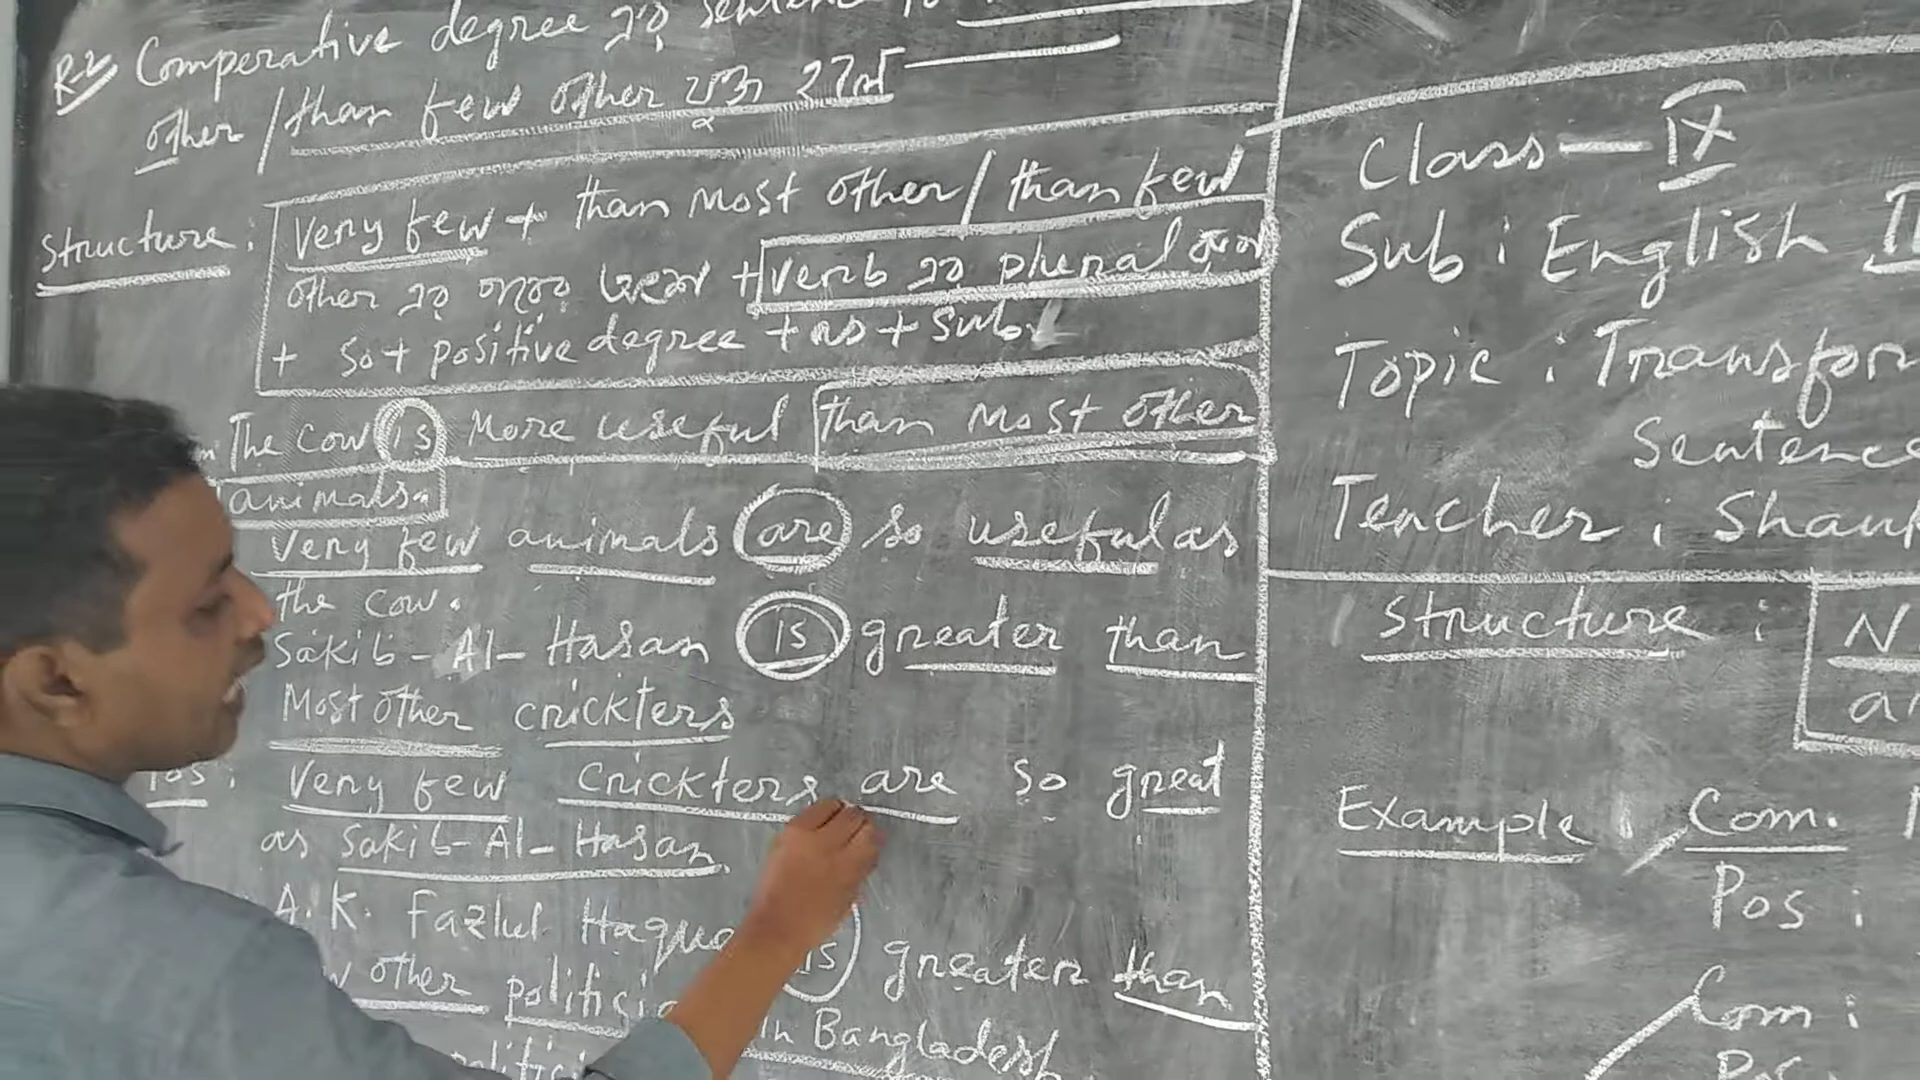 R-2 Comperative degree এর sentence
other / than few other যুক্ত থাকলে
Structure: Very few + than most other / than few
other এর পরের অংশ + verb এর plural রূপ
+ so + positive degree + as + sub
The cow is more useful than most other
animals.
Very few animals are so useful as
the cow.
Sakib-Al-Hasan is greater than
Most other crickters
Pos: Very few crickters are so great
as Sakib-Al-Hasan
A. K. Fazlul Haque is greater than
other
in Bangladesh
Class — IX
Sub: English II
Topic:
Sentence
Teacher:
Structure: N
Example: Com.
Pos:
Com:
Pos: